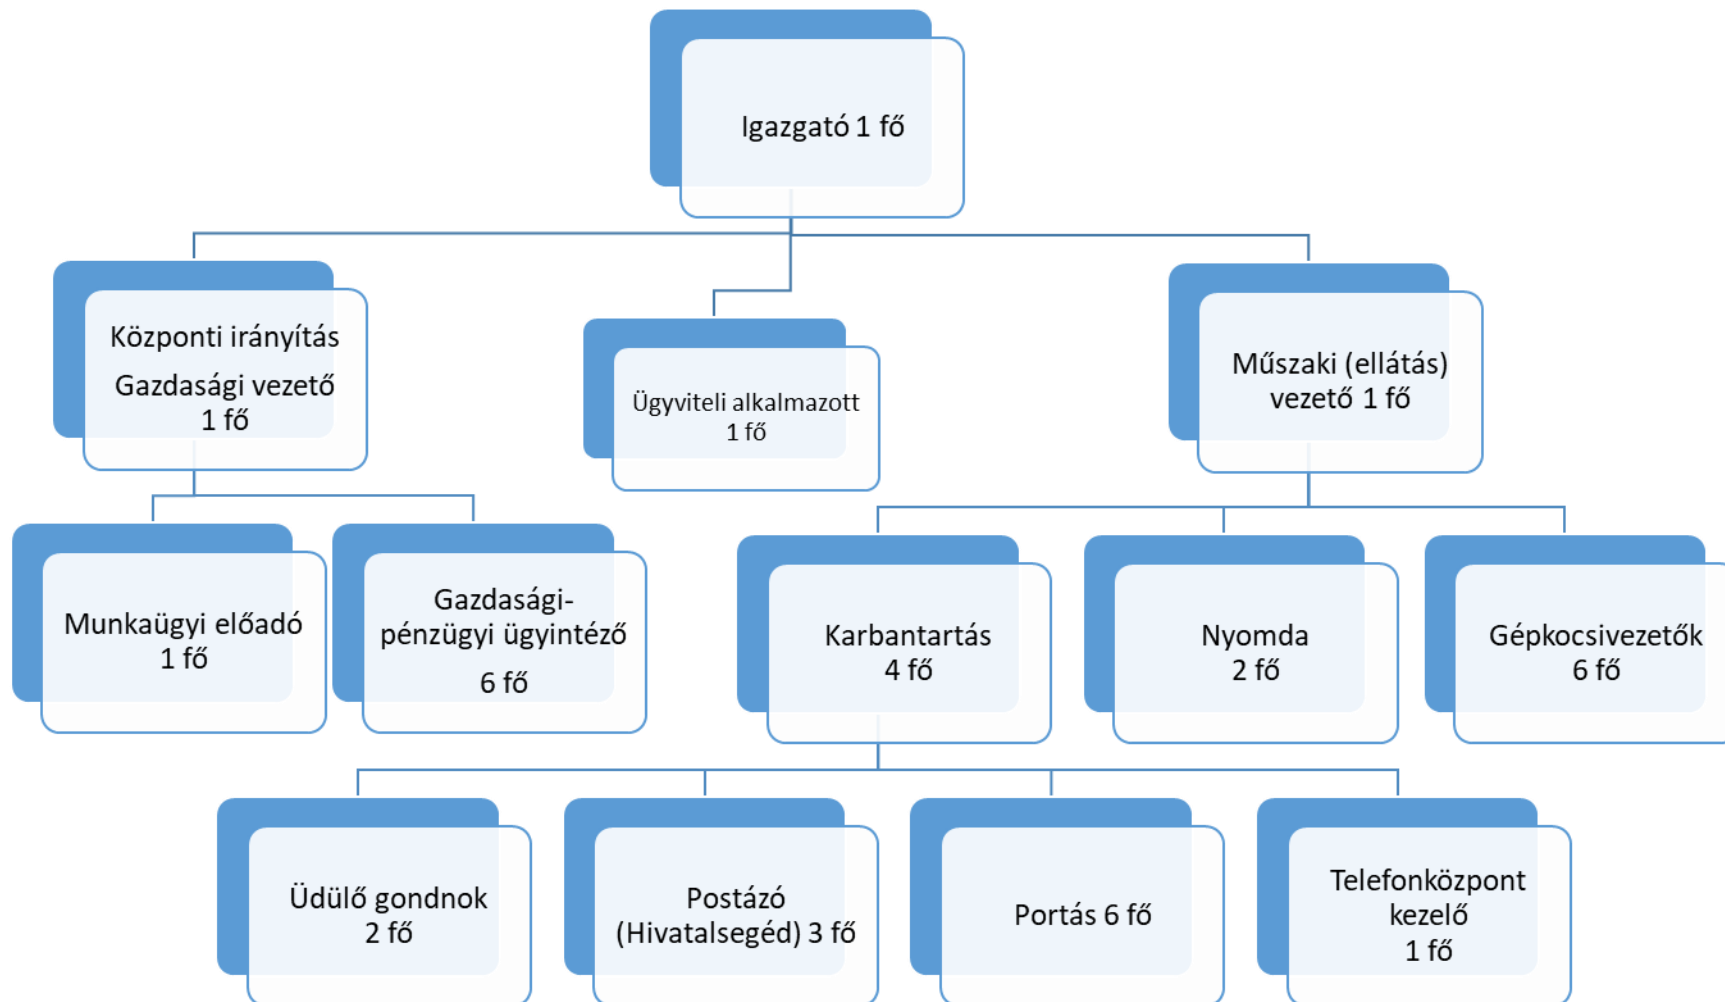 Igazgató 1 fő
Központi irányítás
Gazdasági vezető
1 fő
Ügyviteli alkalmazott
1 fő
Műszaki (ellátás)
vezető 1 fő
Munkaügyi előadó
1 fő
Gazdasági-
pénzügyi ügyintéző
6 fő
Karbantartás
4 fő
Nyomda
2 fő
Gépkocsivezetők
6 fő
Üdülő gondnok
2 fő
Postázó
(Hivatalsegéd) 3 fő
Portás 6 fő
Telefonközpont
kezelő
1 fő